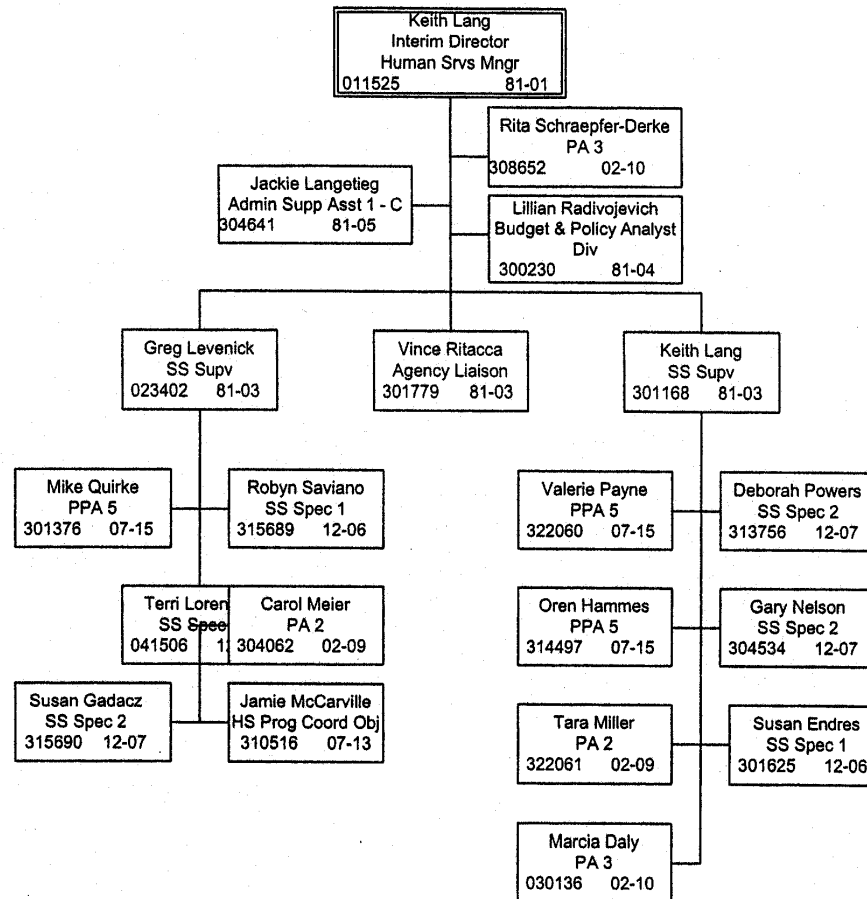 Keith Lang
Interim Director
Human Srvs Mngr
011525 81-01
Rita Schraepfer-Derke
PA 3
308652 02-10
Jackie Langetieg
Admin Supp Asst 1 - C
304641 81-05
Lillian Radivojevich
Budget & Policy Analyst
Div
300230 81-04
Greg Levenick
SS Supv
023402 81-03
Vince Ritacca
Agency Liaison
301779 81-03
Keith Lang
SS Supv
301168 81-03
Mike Quirke
PPA 5
301376 07-15
Robyn Saviano
SS Spec 1
315689 12-06
Valerie Payne
PPA 5
322060 07-15
Deborah Powers
SS Spec 2
313756 12-07
Terri Loren
SS Spec
041506
Carol Meier
PA 2
304062 02-09
Oren Hammes
PPA 5
314497 07-15
Gary Nelson
SS Spec 2
304534 12-07
Susan Gadacz
SS Spec 2
315690 12-07
Jamie McCarville
HS Prog Coord Obj
310516 07-13
Tara Miller
PA 2
322061 02-09
Susan Endres
SS Spec 1
301625 12-06
Marcia Daly
PA 3
030136 02-10